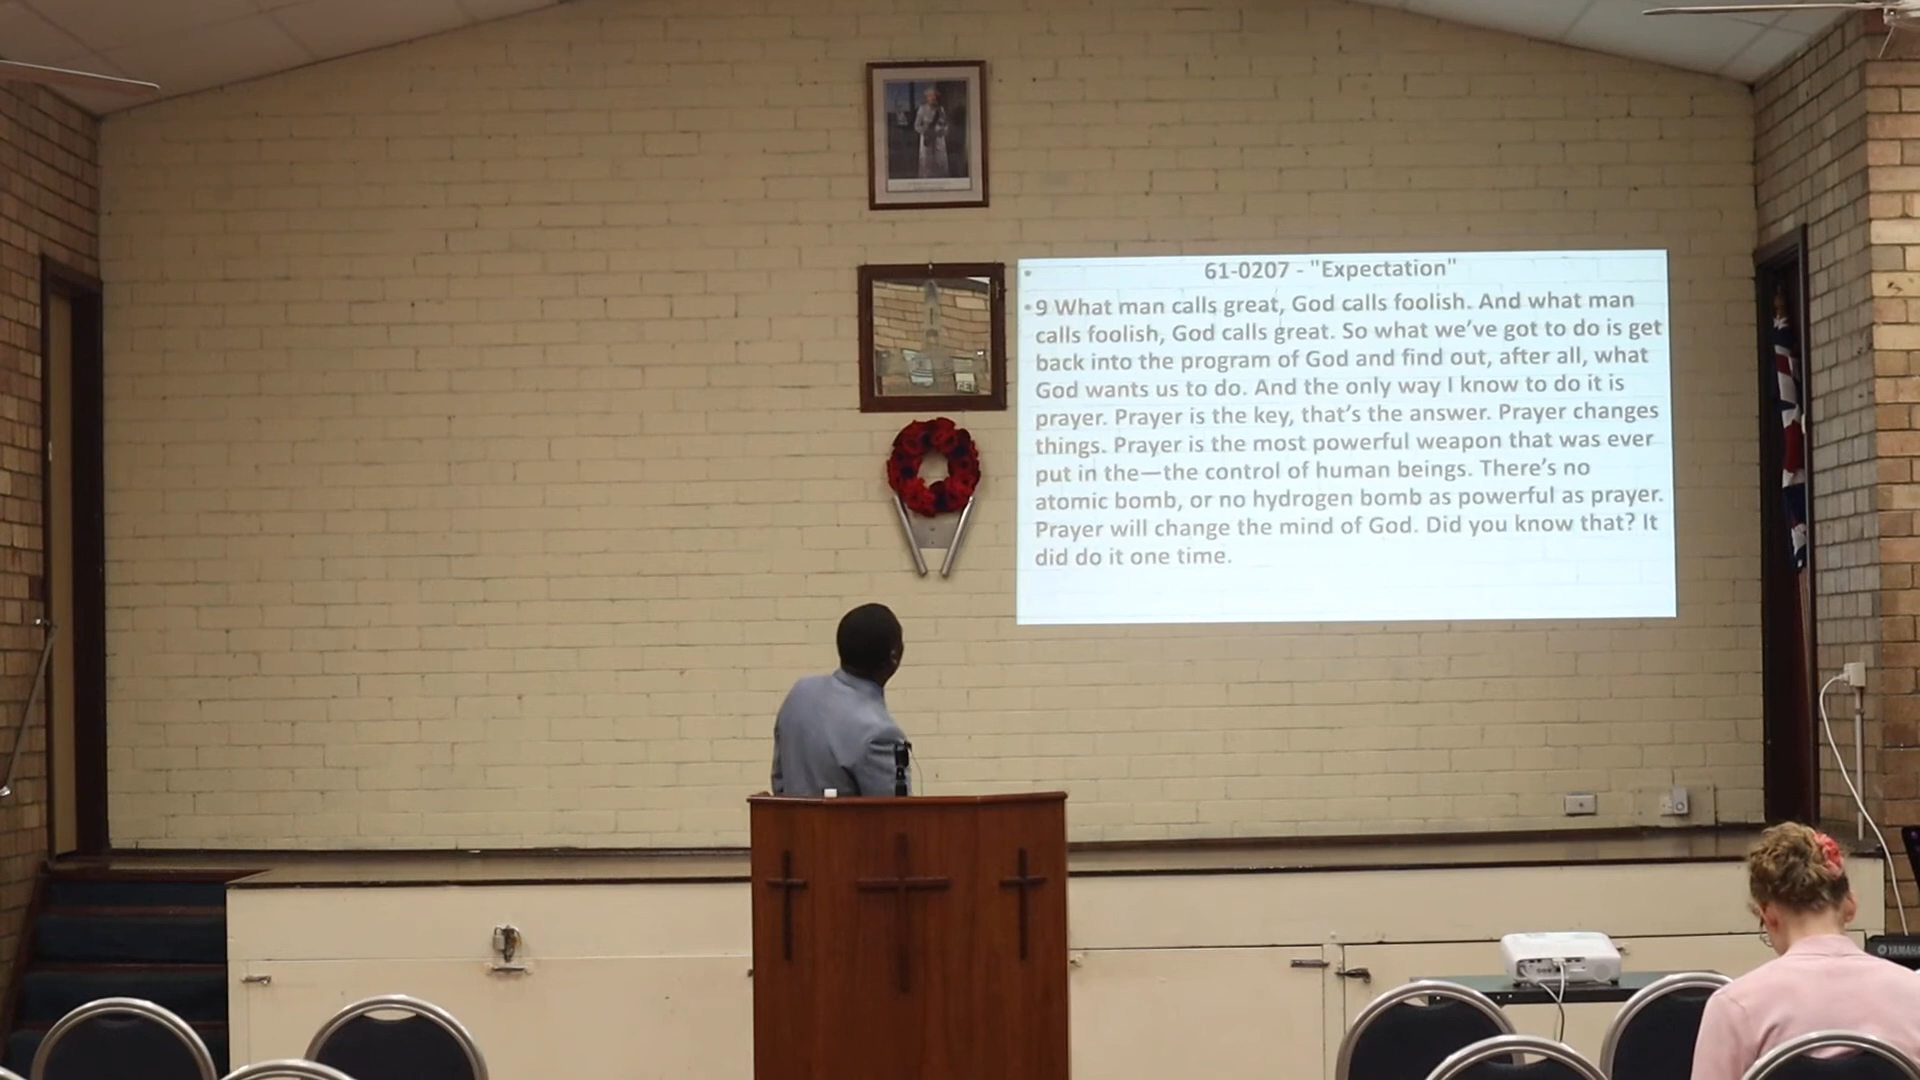 61-0207 - "Expectation"
• 9 What man calls great, God calls foolish. And what man
calls foolish, God calls great. So what we've got to do is get
back into the program of God and find out, after all, what
God wants us to do. And the only way I know to do it is
prayer. Prayer is the key, that's the answer. Prayer changes
things. Prayer is the most powerful weapon that was ever
put in the—the control of human beings. There's no
atomic bomb, or no hydrogen bomb as powerful as prayer.
Prayer will change the mind of God. Did you know that? It
did do it one time.
YAMAHA